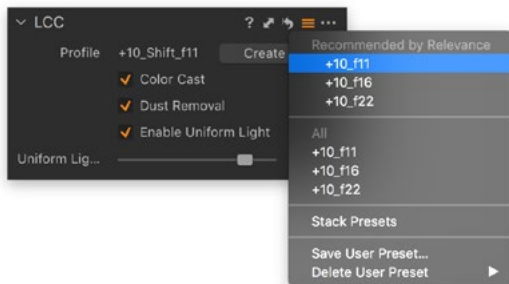 LCC
?
Profile +10_Shift_f11 Create
Color Cast
Dust Removal
Enable Uniform Light
Uniform Lig...
Recommended by Relevance
+10_f11
+10_f16
+10_f22
All
+10_f11
+10_f16
+10_f22
Stack Presets
Save User Preset...
Delete User Preset